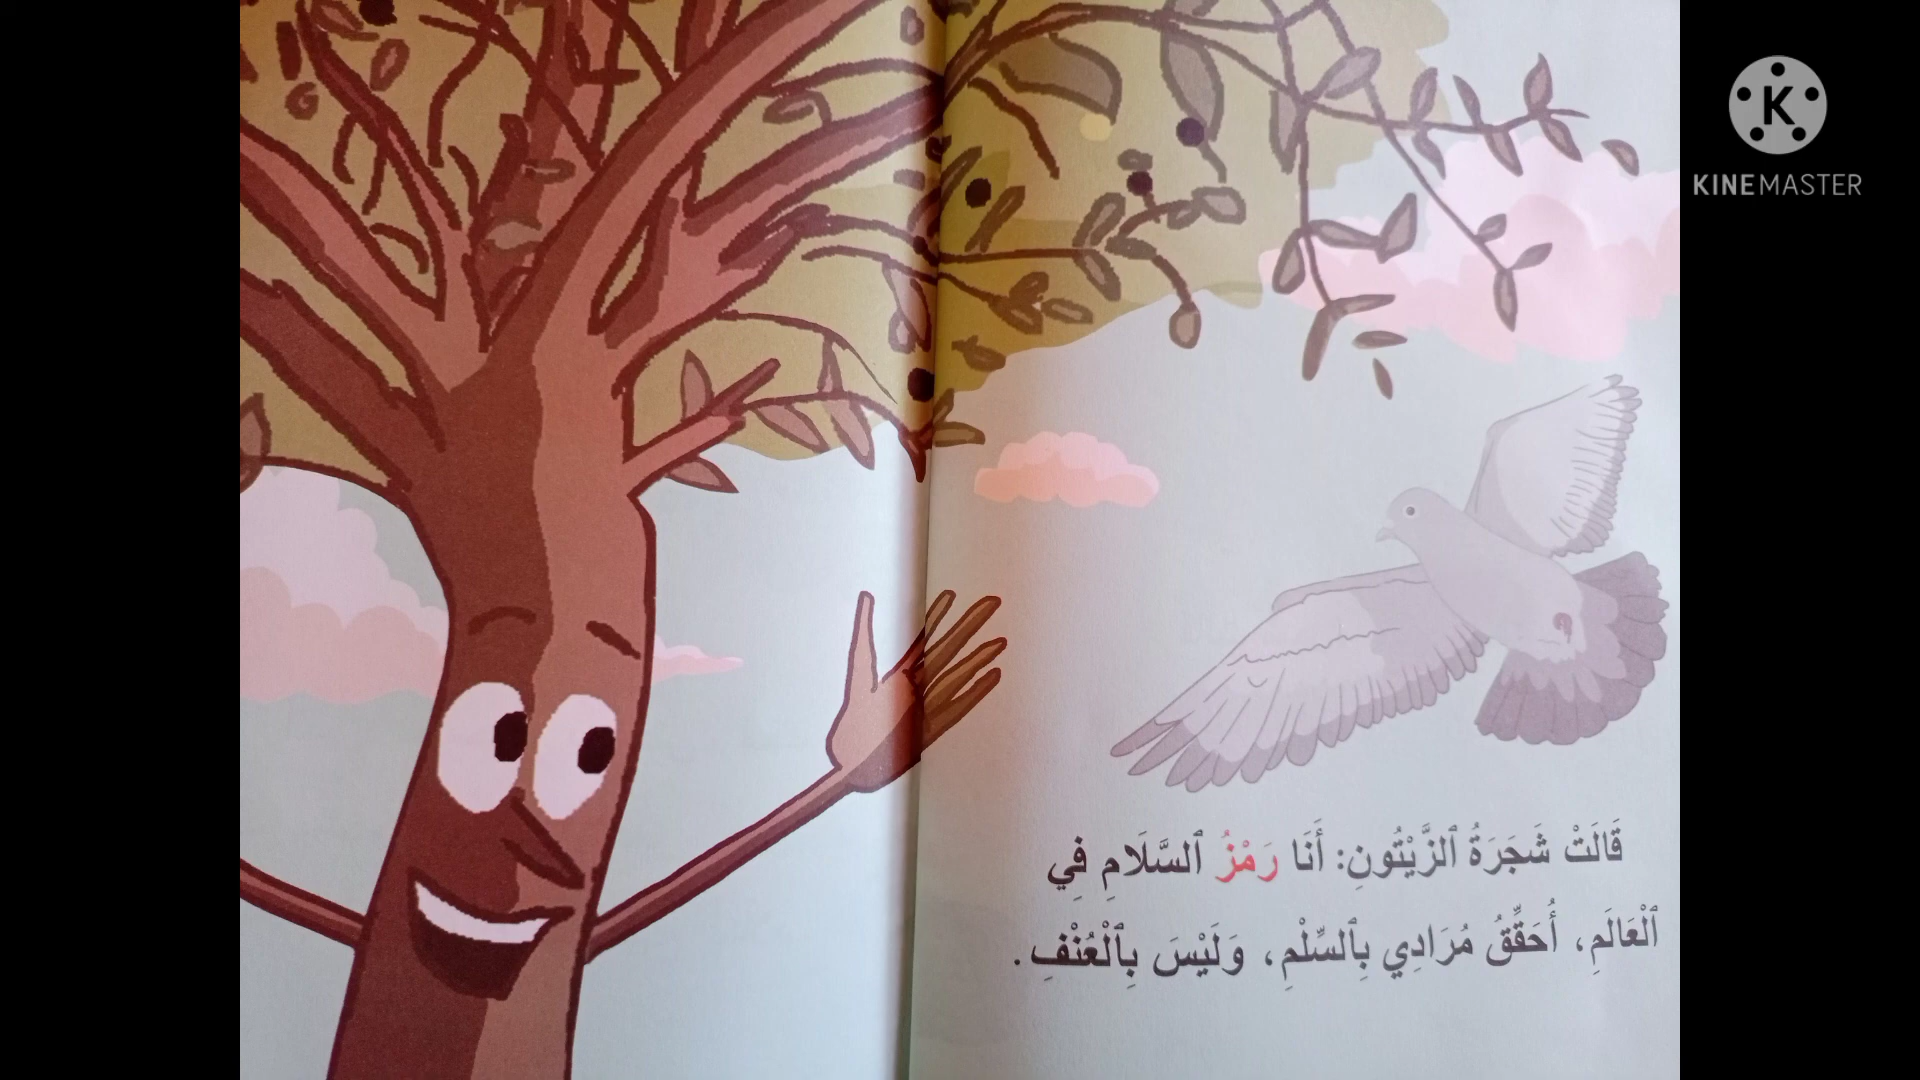 قَالَتْ شَجَرَةُ ٱلزَّيْتُونِ: أَنَا رَمْزُ ٱلسَّلَامِ فِي
ٱلْعَالَمِ، أُحَقِّقُ مُرَادِي بِٱلسِّلْمِ، وَلَيْسَ بِٱلْعُنْفِ.
K
KINEMASTER